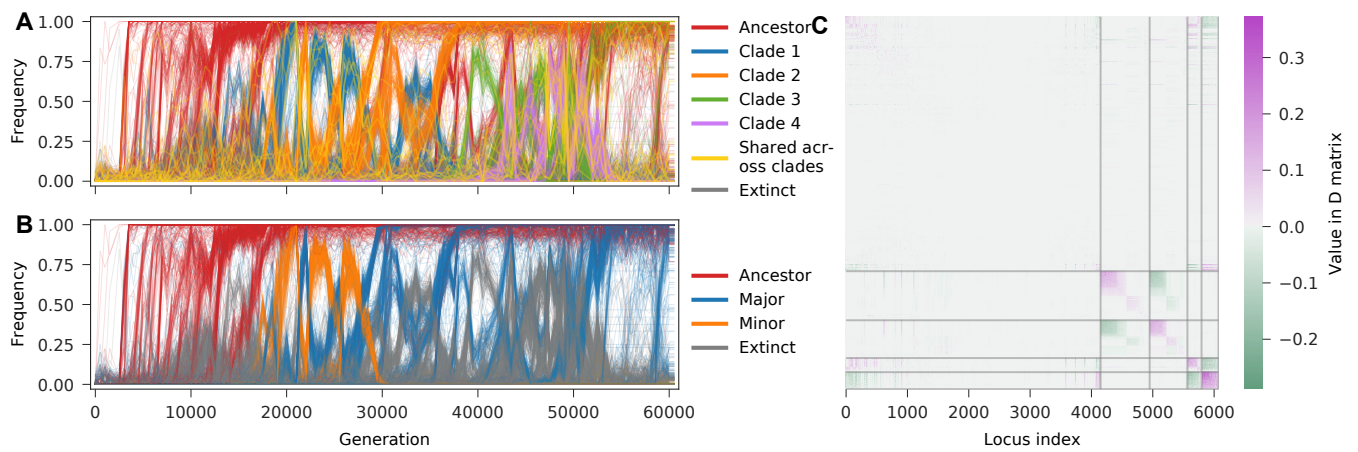 A
Frequency
1.00
0.75
0.50
0.25
0.00
Ancestor
Clade 1
Clade 2
Clade 3
Clade 4
Shared acr-
oss clades
Extinct
B
Frequency
1.00
0.75
0.50
0.25
0.00
0 10000 20000 30000 40000 50000 60000
Generation
Ancestor
Major
Minor
Extinct
C
0 1000 2000 3000 4000 5000 6000
Locus index
0.3
0.2
0.1
0.0
−0.1
−0.2
Value in D matrix